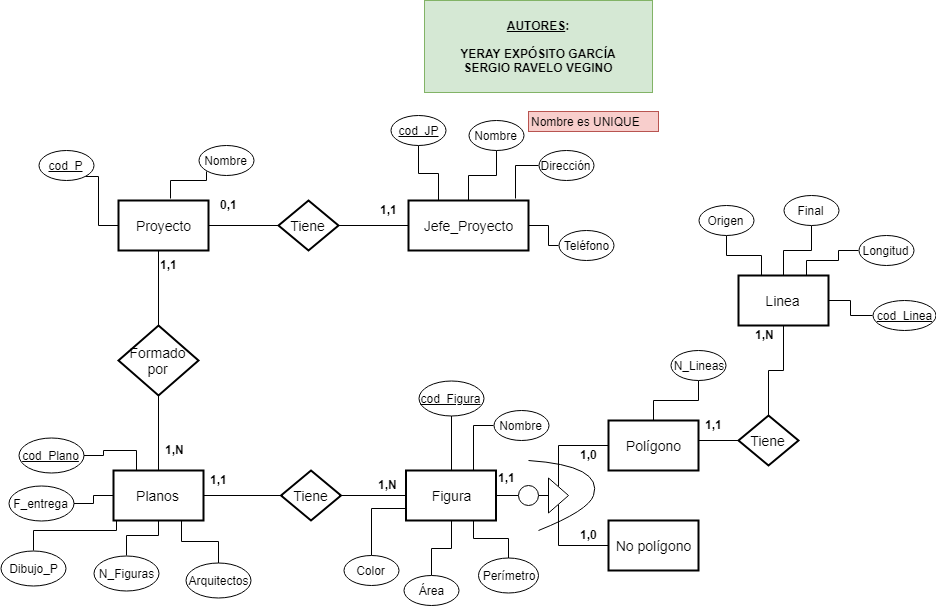 AUTORES:
YERAY EXPÓSITO GARCÍA
SERGIO RAVELO VEGINO
Nombre es UNIQUE
cod_JP
Nombre
cod_P
Nombre
Dirección
0,1
1,1
Proyecto
Tiene
Jefe_Proyecto
Teléfono
Origen
Final
Longitud
Linea
cod_Linea
1,1
1,N
Formado
por
N_Lineas
cod_Figura
Nombre
1,1
Polígono
Tiene
cod_Plano
1,N
1,0
F_entrega
Planos
1,1
Tiene
1,N
Figura
1,1
1,0
No polígono
Dibujo_P
N_Figuras
Arquitectos
Color
Área
Perímetro